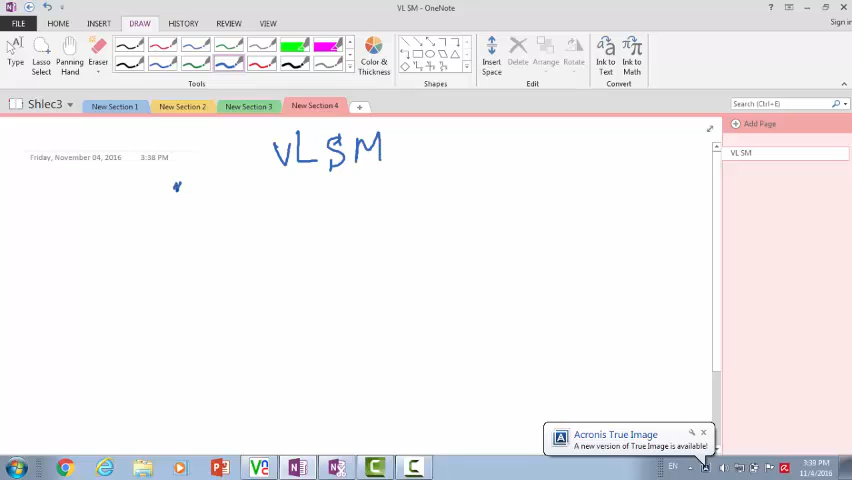 VL SM - OneNote
?
Sign in
FILE
HOME
INSERT
DRAW
HISTORY
REVIEW
VIEW
Type
Lasso Select
Panning Hand
Eraser
Color & Thickness
Insert Space
Delete
Arrange
Rotate
Ink to Text
Ink to Math
Tools
Shapes
Edit
Convert
Shlec3
New Section 1
New Section 2
New Section 3
New Section 4
Search (Ctrl+E)
Add Page
VL SM
VLSM
Friday, November 04, 2016 3:38 PM
Acronis True Image
A new version of True Image is available!
EN
3:38 PM
11/4/2016